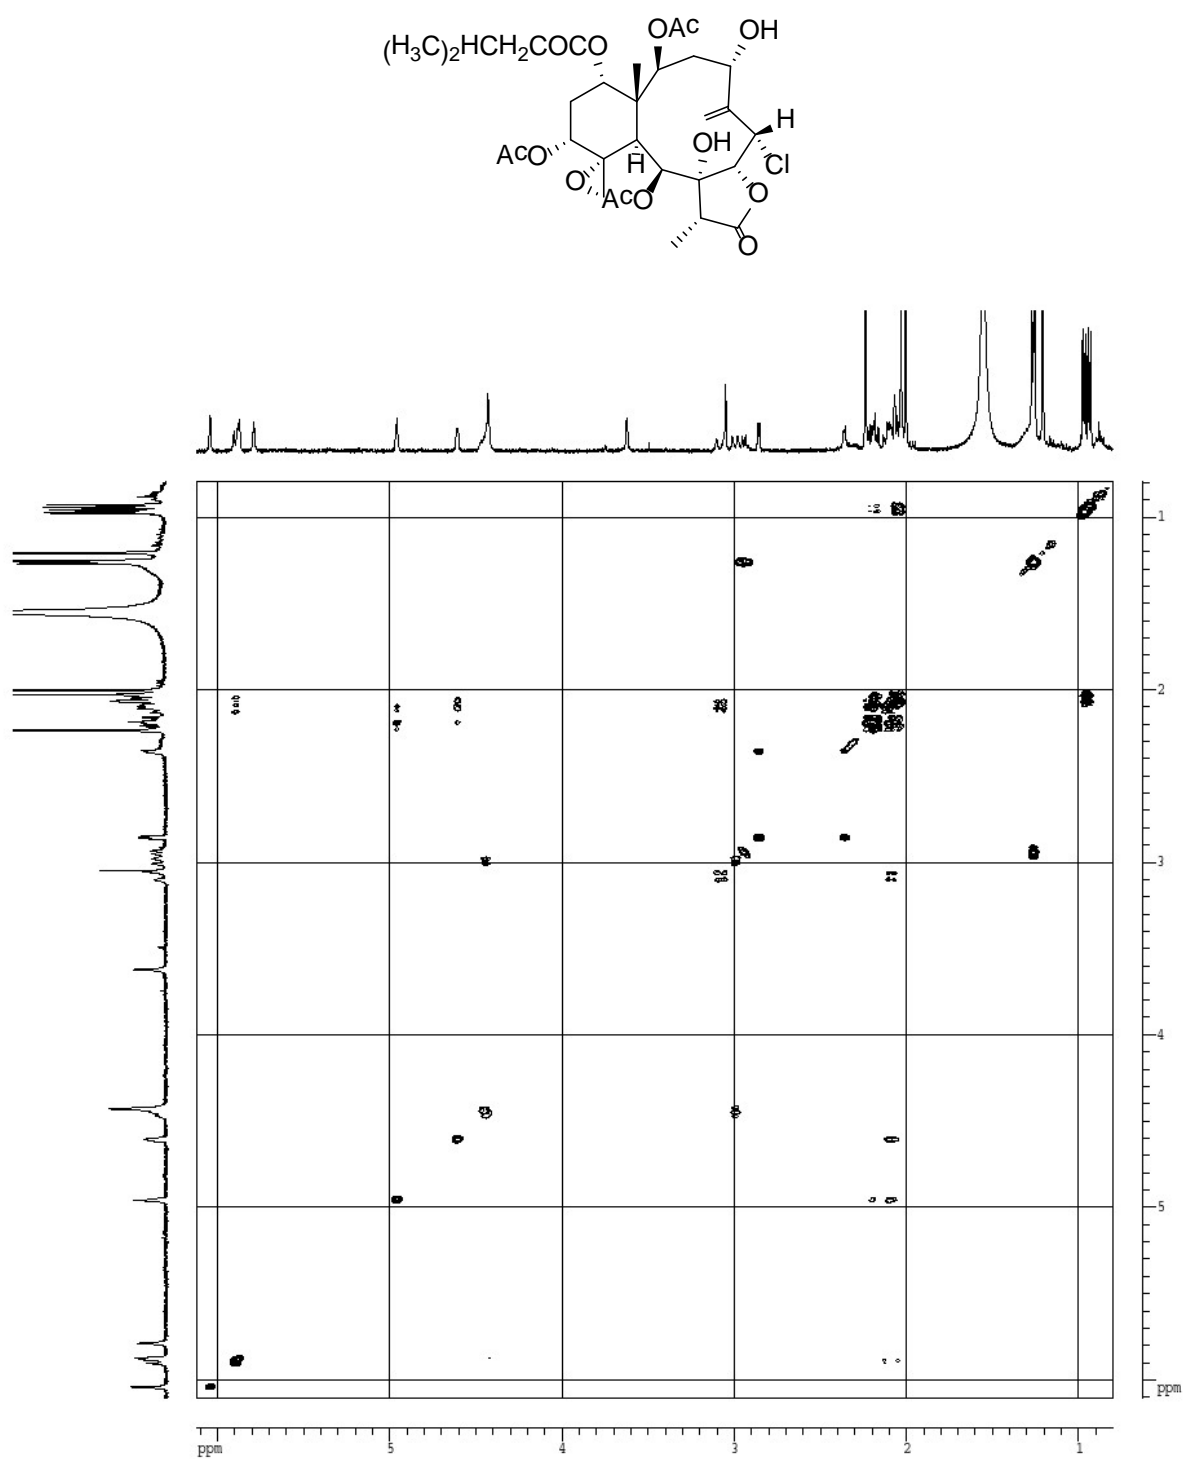 OAc OH
(H3C)2HCH2COCO
H
OH
AcO H Cl
O AcO O
O
1
2
3
4
5
ppm
ppm 5 4 3 2 1